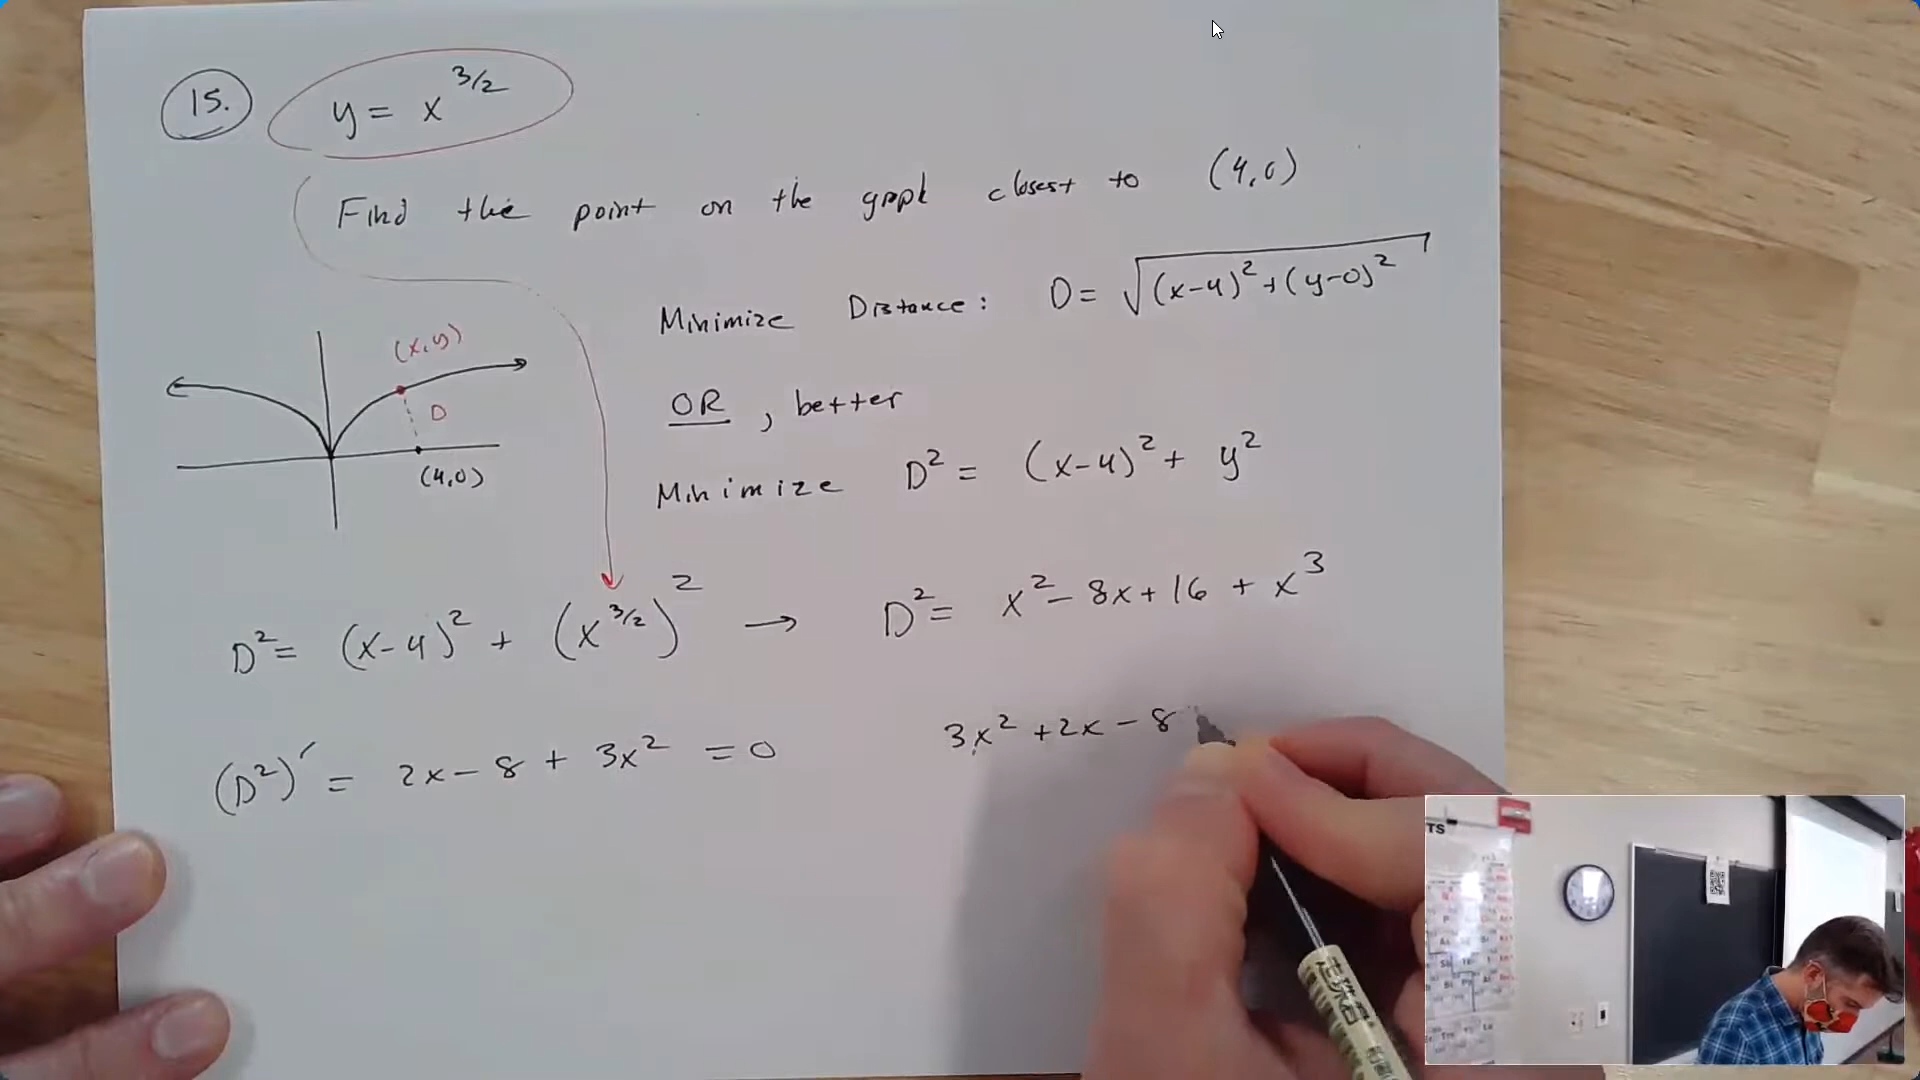 15. y = x^{3/2}
Find the point on the graph closest to (4,0)
Minimize Distance: D = √((x-4)^2 + (y-0)^2)
(x,y)
D
(4,0)
OR, better
Minimize D^2 = (x-4)^2 + y^2
D^2 = (x-4)^2 + (x^{3/2})^2 → D^2 = x^2 - 8x + 16 + x^3
(D^2)' = 2x - 8 + 3x^2 = 0
3x^2 + 2x - 8
TS